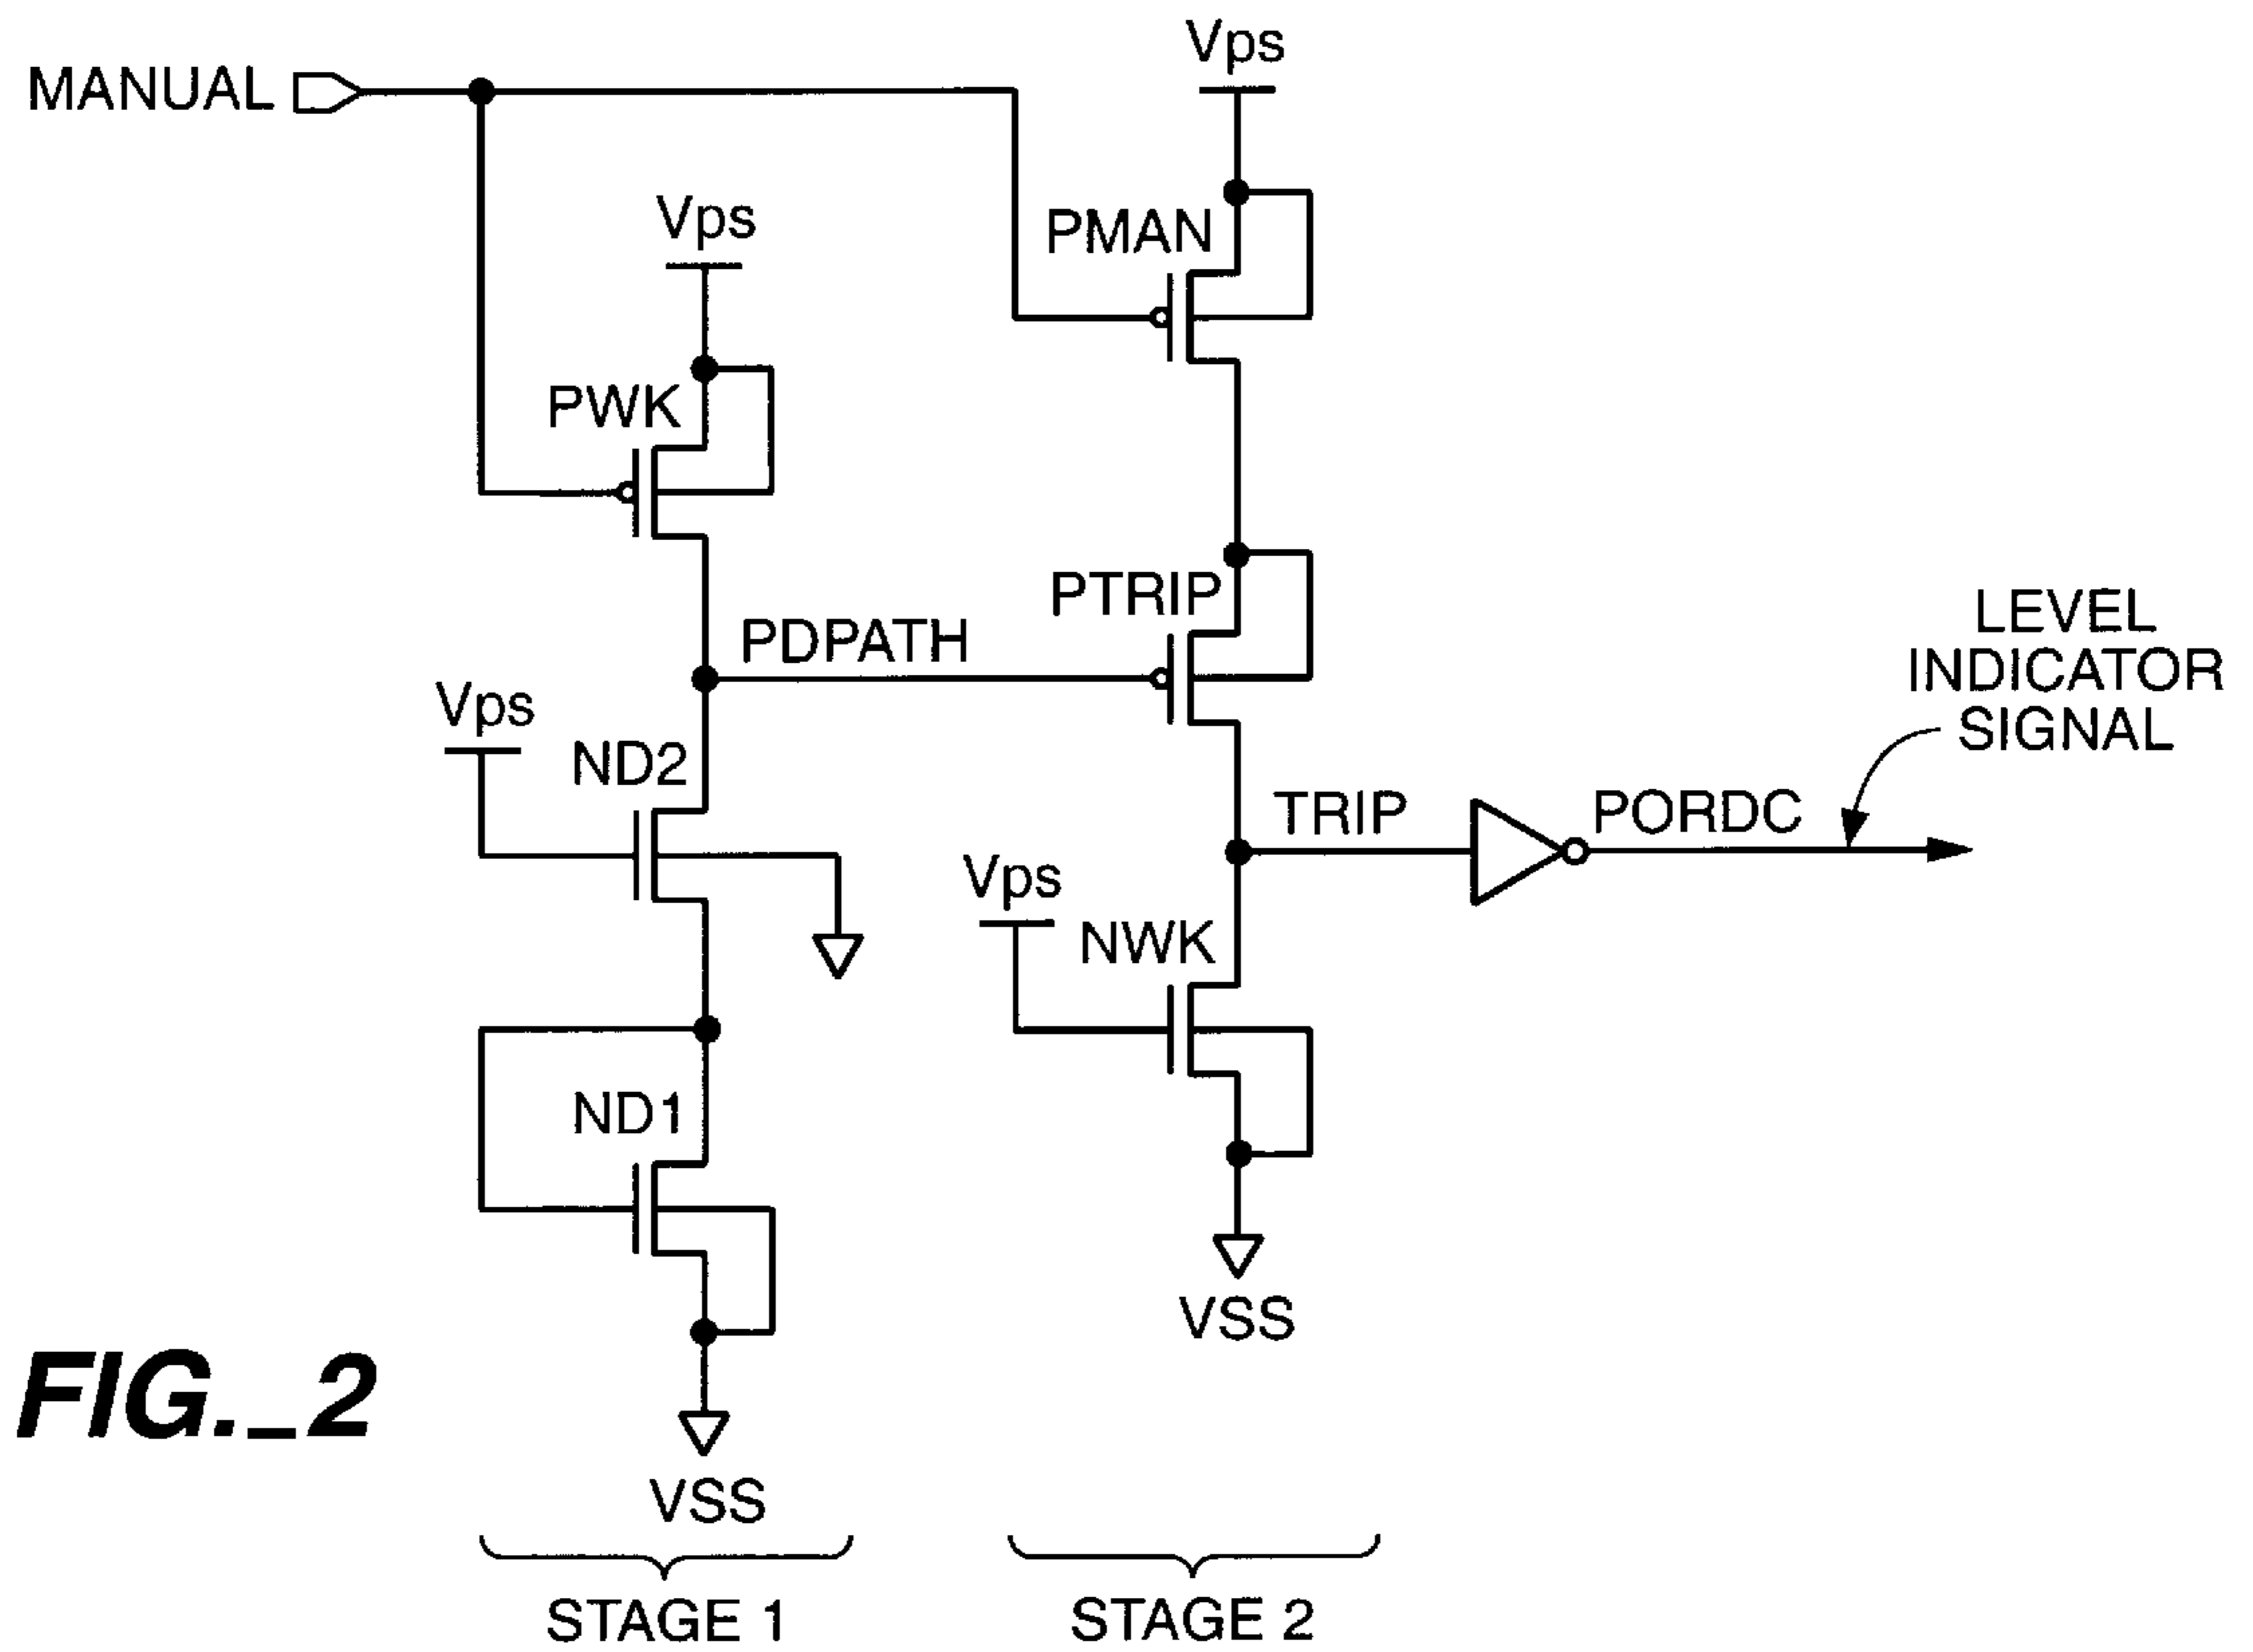 Vps
MANUAL
Vps
PMAN
PWK
PTRIP
LEVEL
INDICATOR
SIGNAL
PDPATH
Vps
ND2
TRIP
PORDC
Vps
NWK
ND1
VSS
FIG._2
VSS
STAGE 1
STAGE 2